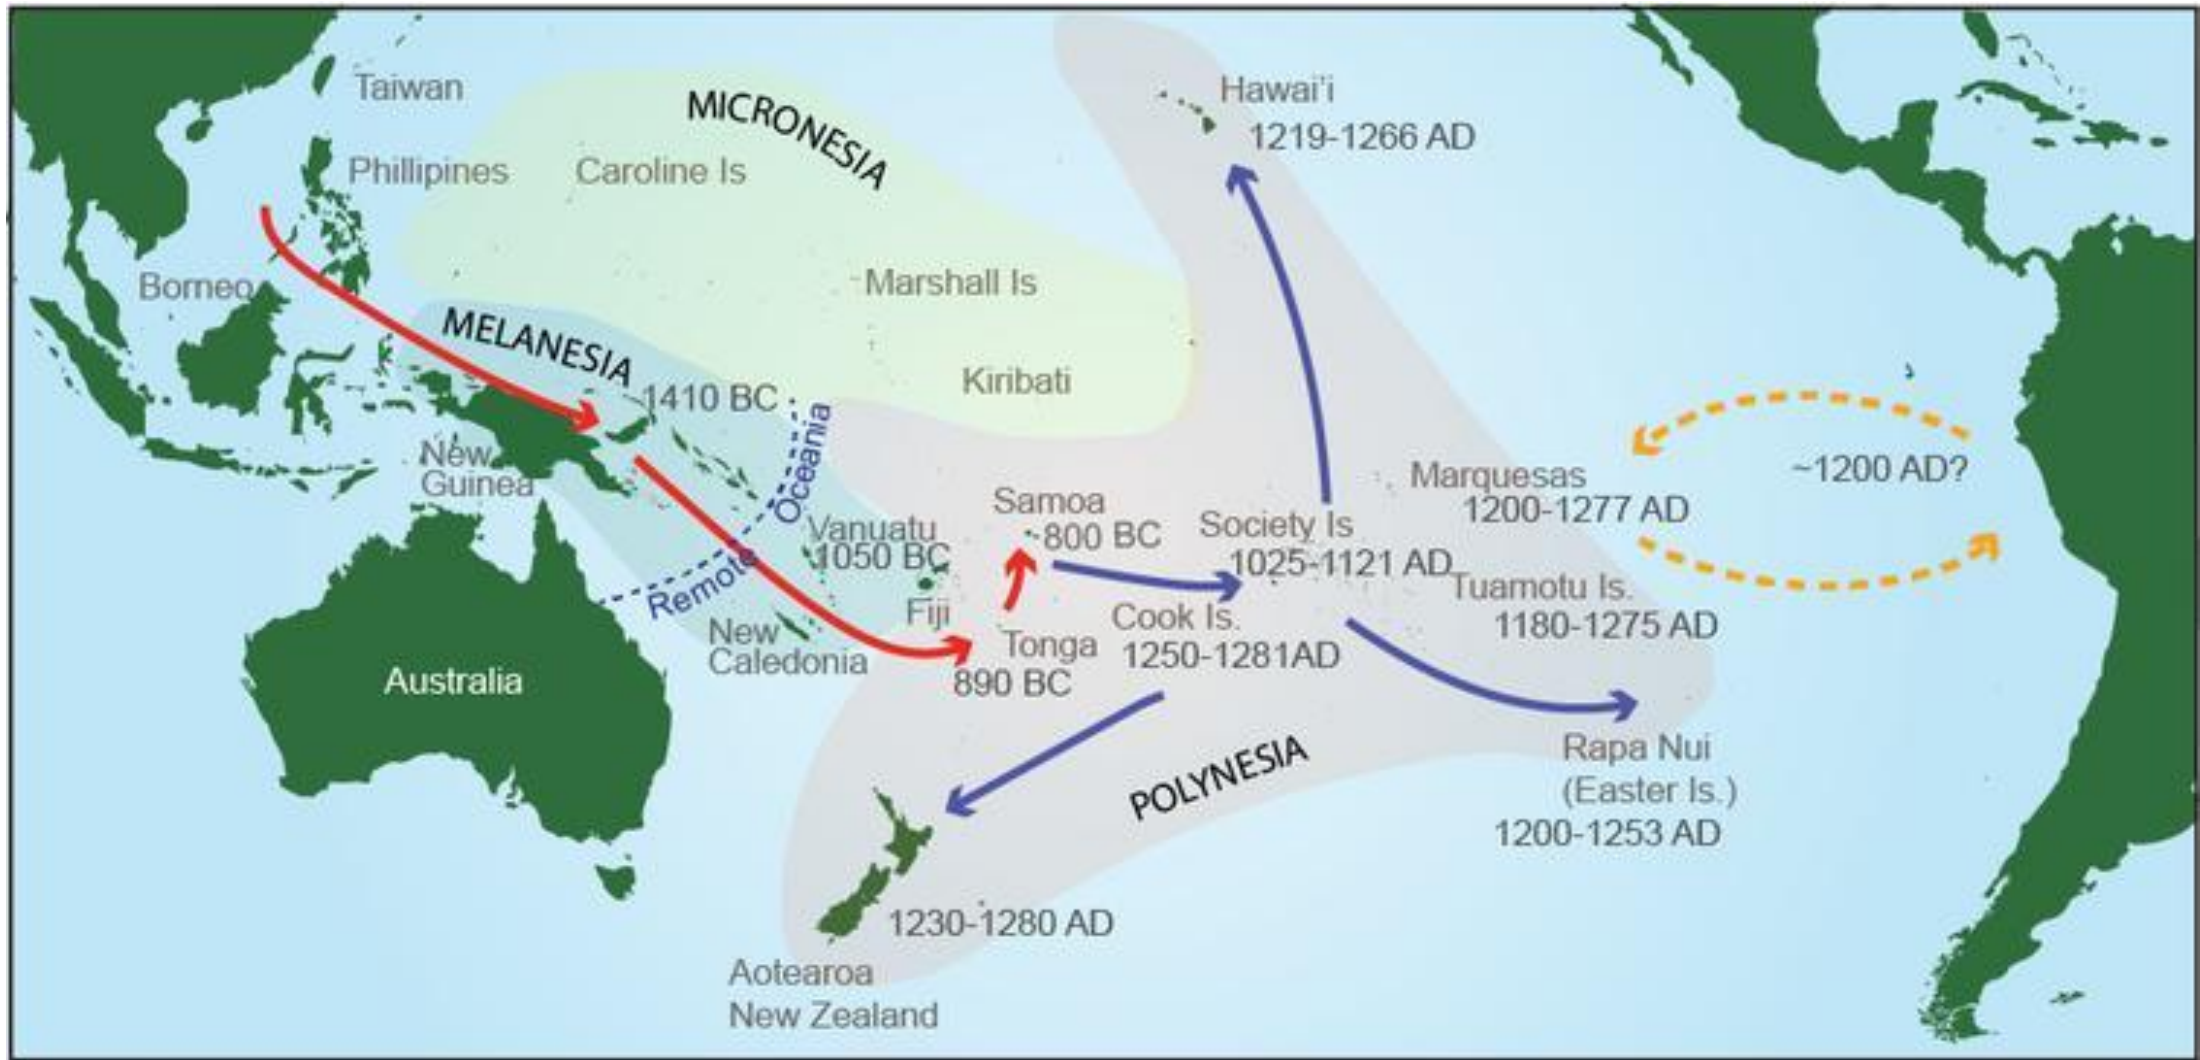 Taiwan
Hawai'i
MICRONESIA
1219-1266 AD
Phillipines
Caroline Is
Borneo
Marshall Is
MELANESIA
Kiribati
1410 BC
New
Guinea
Remote Oceania
Marquesas
1200-1277 AD
~1200 AD?
Samoa
800 BC
Society Is
1025-1121 AD
Vanuatu
1050 BC
Tuamotu Is.
1180-1275 AD
Fiji
Cook Is.
1250-1281AD
New
Caledonia
Tonga
890 BC
Australia
POLYNESIA
Rapa Nui
(Easter Is.)
1200-1253 AD
1230-1280 AD
Aotearoa
New Zealand